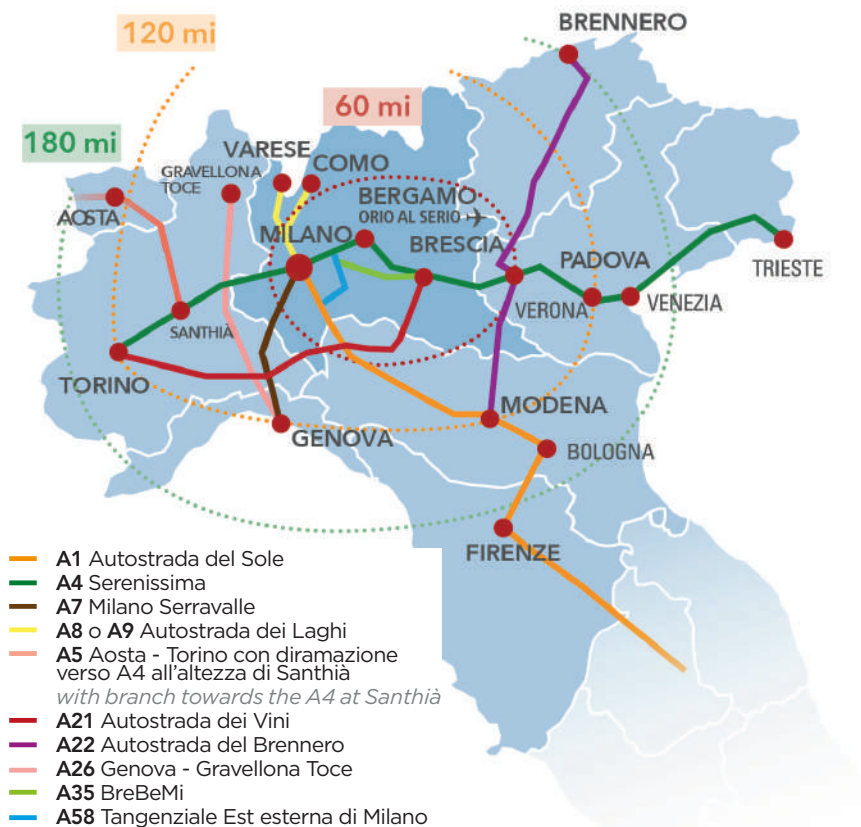 BRENNERO
120 mi
60 mi
180 mi
VARESE
COMO
GRAVELLONA
TOCE
BERGAMO
ORIO AL SERIO
AOSTA
MILANO
BRESCIA
PADOVA
TRIESTE
VERONA
VENEZIA
SANTHIÀ
TORINO
MODENA
GENOVA
BOLOGNA
FIRENZE
A1 Autostrada del Sole
A4 Serenissima
A7 Milano Serravalle
A8 o A9 Autostrada dei Laghi
A5 Aosta - Torino con diramazione
verso A4 all'altezza di Santhià
with branch towards the A4 at Santhià
A21 Autostrada dei Vini
A22 Autostrada del Brennero
A26 Genova - Gravellona Toce
A35 BreBeMi
A58 Tangenziale Est esterna di Milano